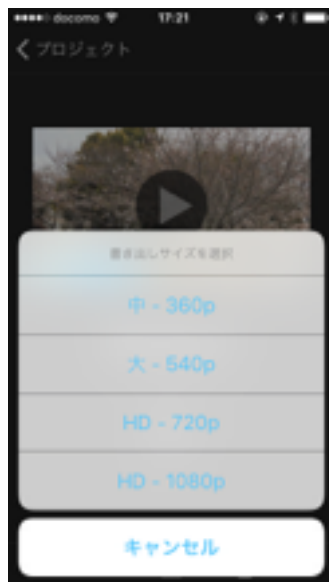 docomo 17:21
プロジェクト
書き出しサイズを選択
中 - 360p
大 - 540p
HD - 720p
HD - 1080p
キャンセル